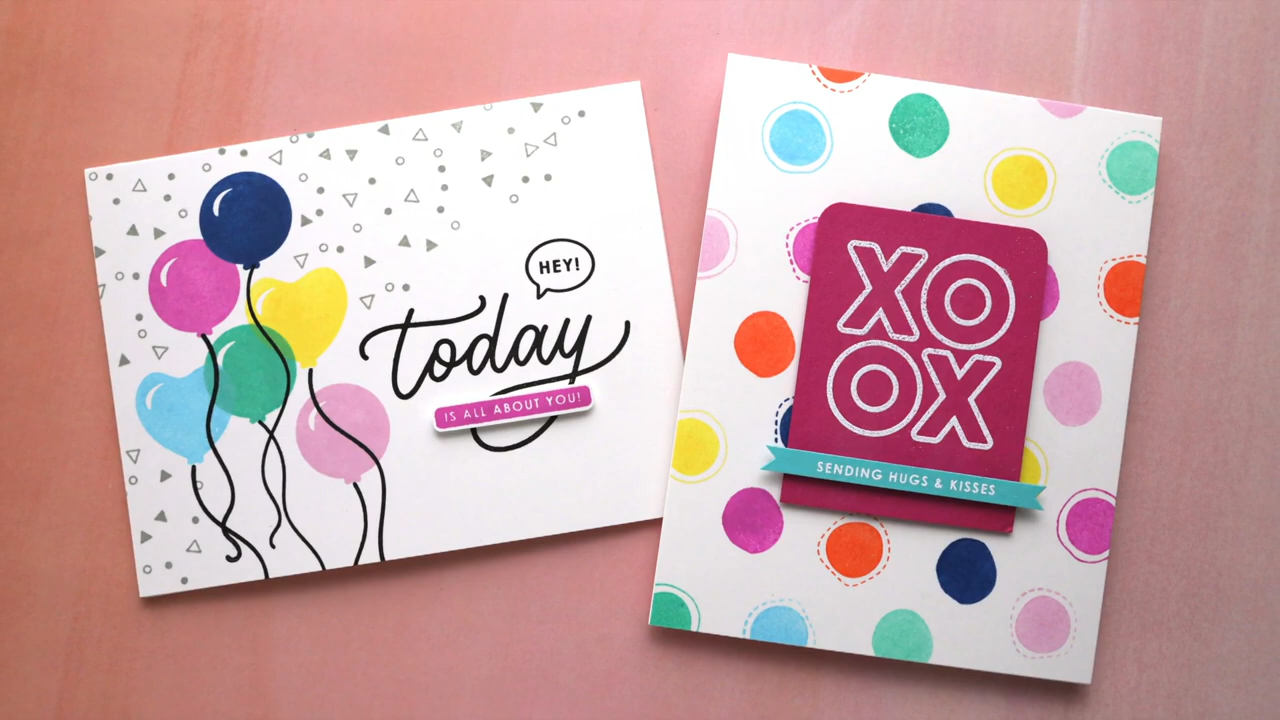 HEY!
today
IS ALL ABOUT YOU!
XO
OX
SENDING HUGS & KISSES